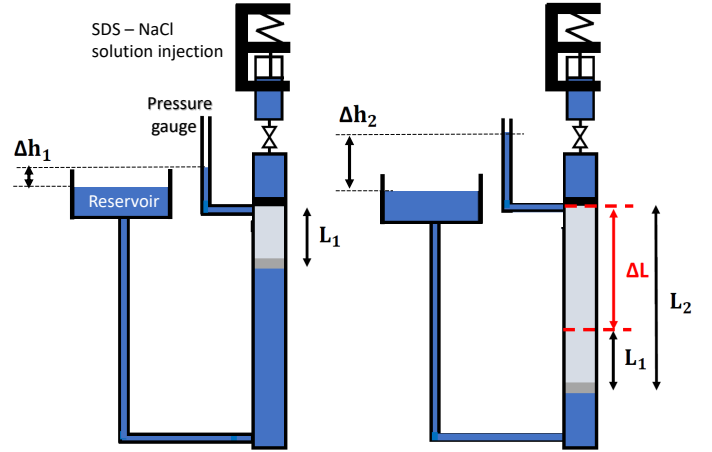 SDS – NaCl
solution injection
Pressure
gauge
Δh₁
Reservoir
L₁
Δh₂
ΔL
L₂
L₁